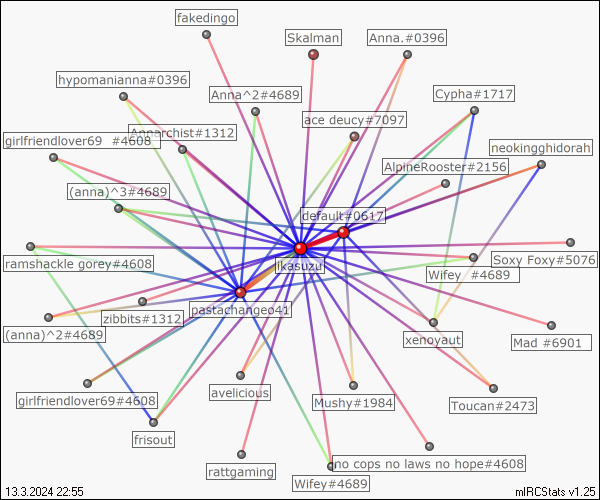 fakedingo
Skalman
Anna.#0396
hypomanianna#0396
Anna^2#4689
Cypha#1717
ace deucy#7097
Annarchist#1312
girlfriendlover69 #4608
neokingghidorah
AlpineRooster#2156
(anna)^3#4689
default#0617
ikasuzu
ramshackle gorey#4608
Wifey #4689
Soxy Foxy#5076
pastachange41
zibbits#1312
(anna)^2#4689
xenoyaut
Mad #6901
girlfriendlover69#4608
avelicious
Mushy#1984
Toucan#2473
frisout
rattgaming
no cops no laws no hope#4608
Wifey#4689
13.3.2024 22:55
mIRCStats v1.25